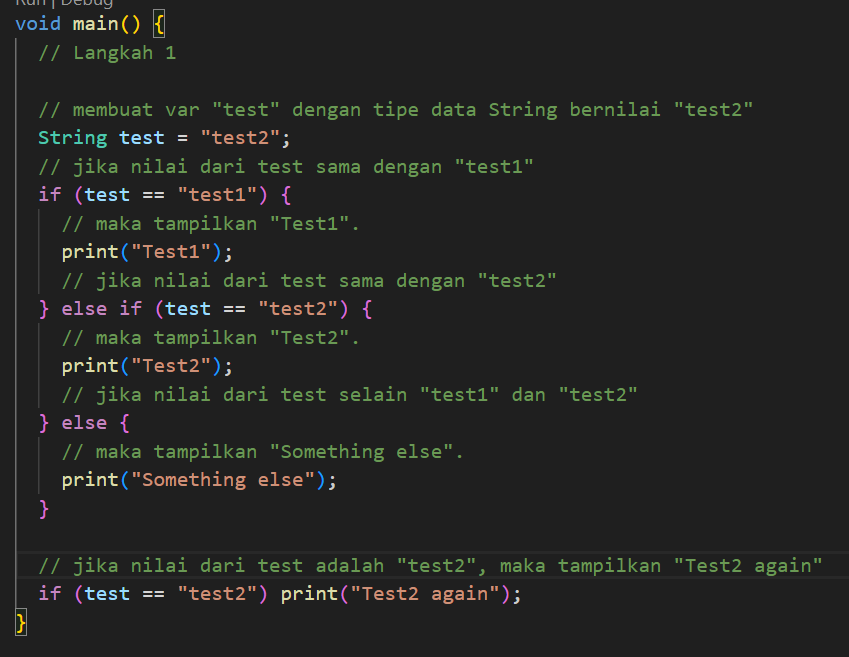 Run | Debug
void main() {
// Langkah 1
// membuat var "test" dengan tipe data String bernilai "test2"
String test = "test2";
// jika nilai dari test sama dengan "test1"
if (test == "test1") {
// maka tampilkan "Test1".
print("Test1");
// jika nilai dari test sama dengan "test2"
} else if (test == "test2") {
// maka tampilkan "Test2".
print("Test2");
// jika nilai dari test selain "test1" dan "test2"
} else {
// maka tampilkan "Something else".
print("Something else");
}
// jika nilai dari test adalah "test2", maka tampilkan "Test2 again"
if (test == "test2") print("Test2 again");
}